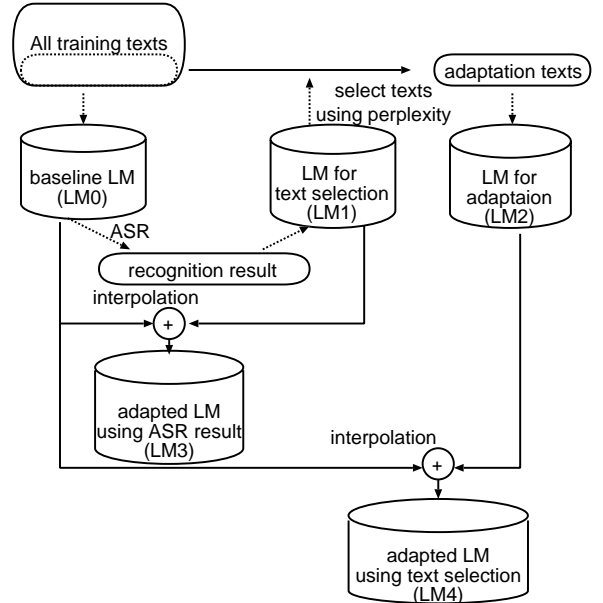 All training texts
adaptation texts
select texts
using perplexity
baseline LM
(LM0)
LM for
text selection
(LM1)
LM for
adaptaion
(LM2)
ASR
recognition result
interpolation
+
adapted LM
using ASR result
(LM3)
interpolation
+
adapted LM
using text selection
(LM4)